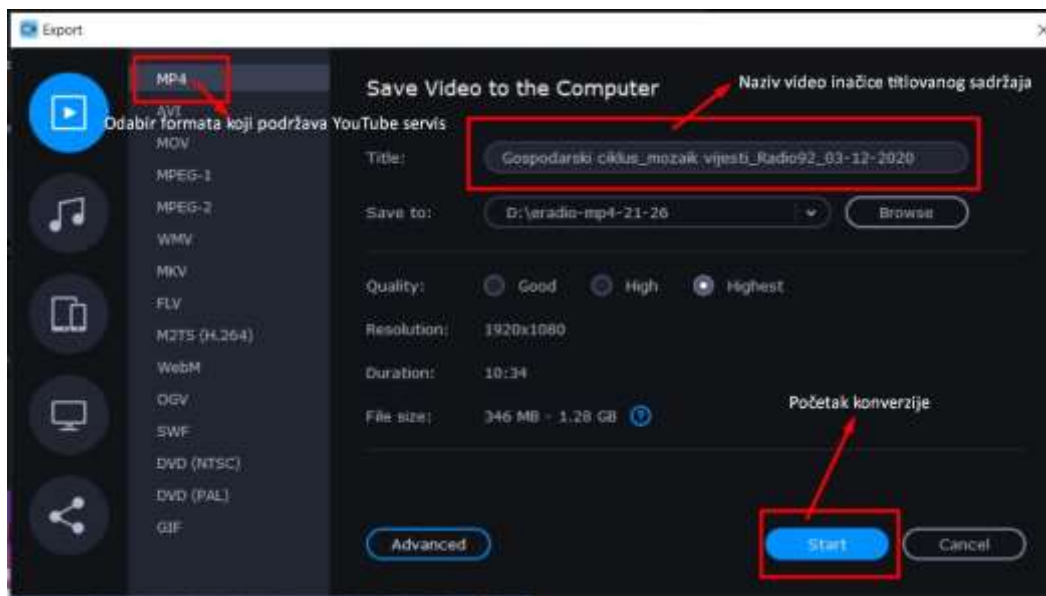 Export
MP4
AVI
Odabir formata koji podržava YouTube servis
MOV
MPEG-1
MPEG-2
WMV
MKV
FLV
M2TS (H.264)
WebM
OGV
SWF
DVD (NTSC)
DVD (PAL)
GIF
Save Video to the Computer
Naziv video inačice titlovanog sadržaja
Title: Gospodarski ciklus_mozaik vijesti_Radio92_03-12-2020
Save to: D:\eradio-mp4-21-26 Browse
Quality: Good High Highest
Resolution: 1920x1080
Duration: 10:34
File size: 346 MB - 1.28 GB ?
Početak konverzije
Advanced Start Cancel